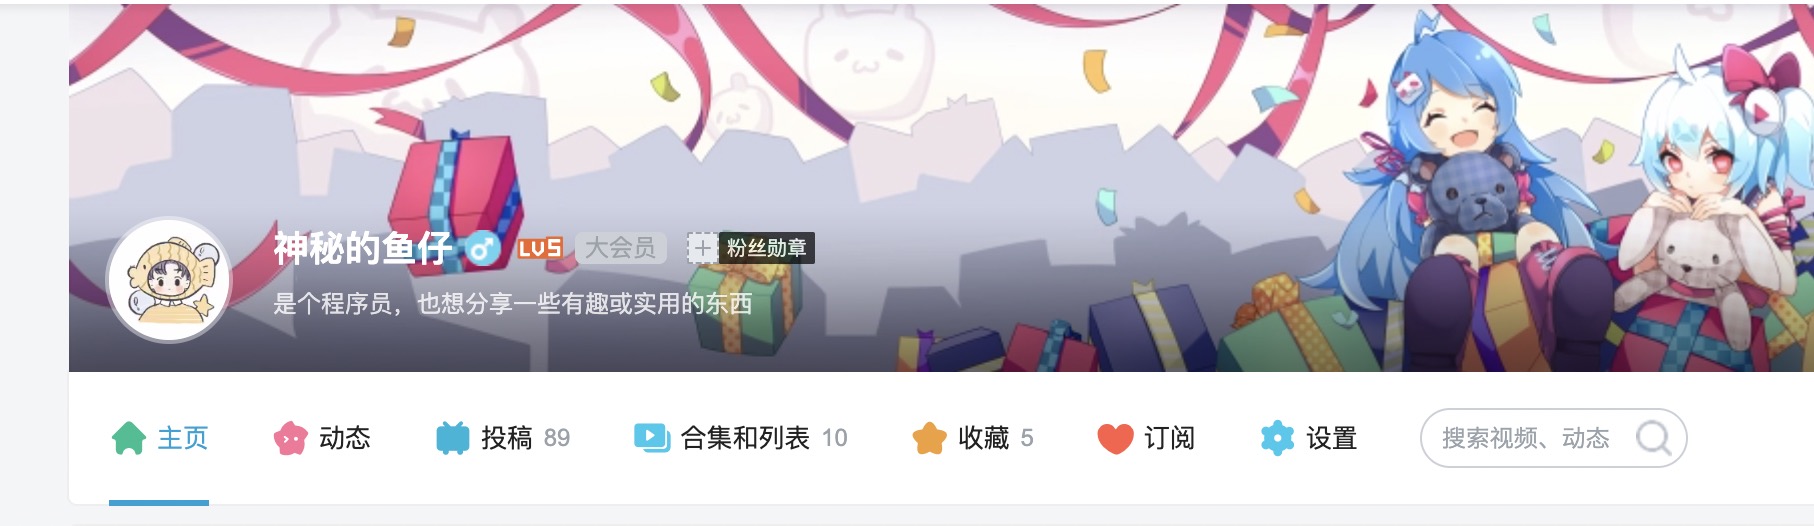 神秘的鱼仔 LV5 大会员 粉丝勋章
是个程序员，也想分享一些有趣或实用的东西
主页 动态 投稿 89 合集和列表 10 收藏 5 订阅 设置 搜索视频、动态